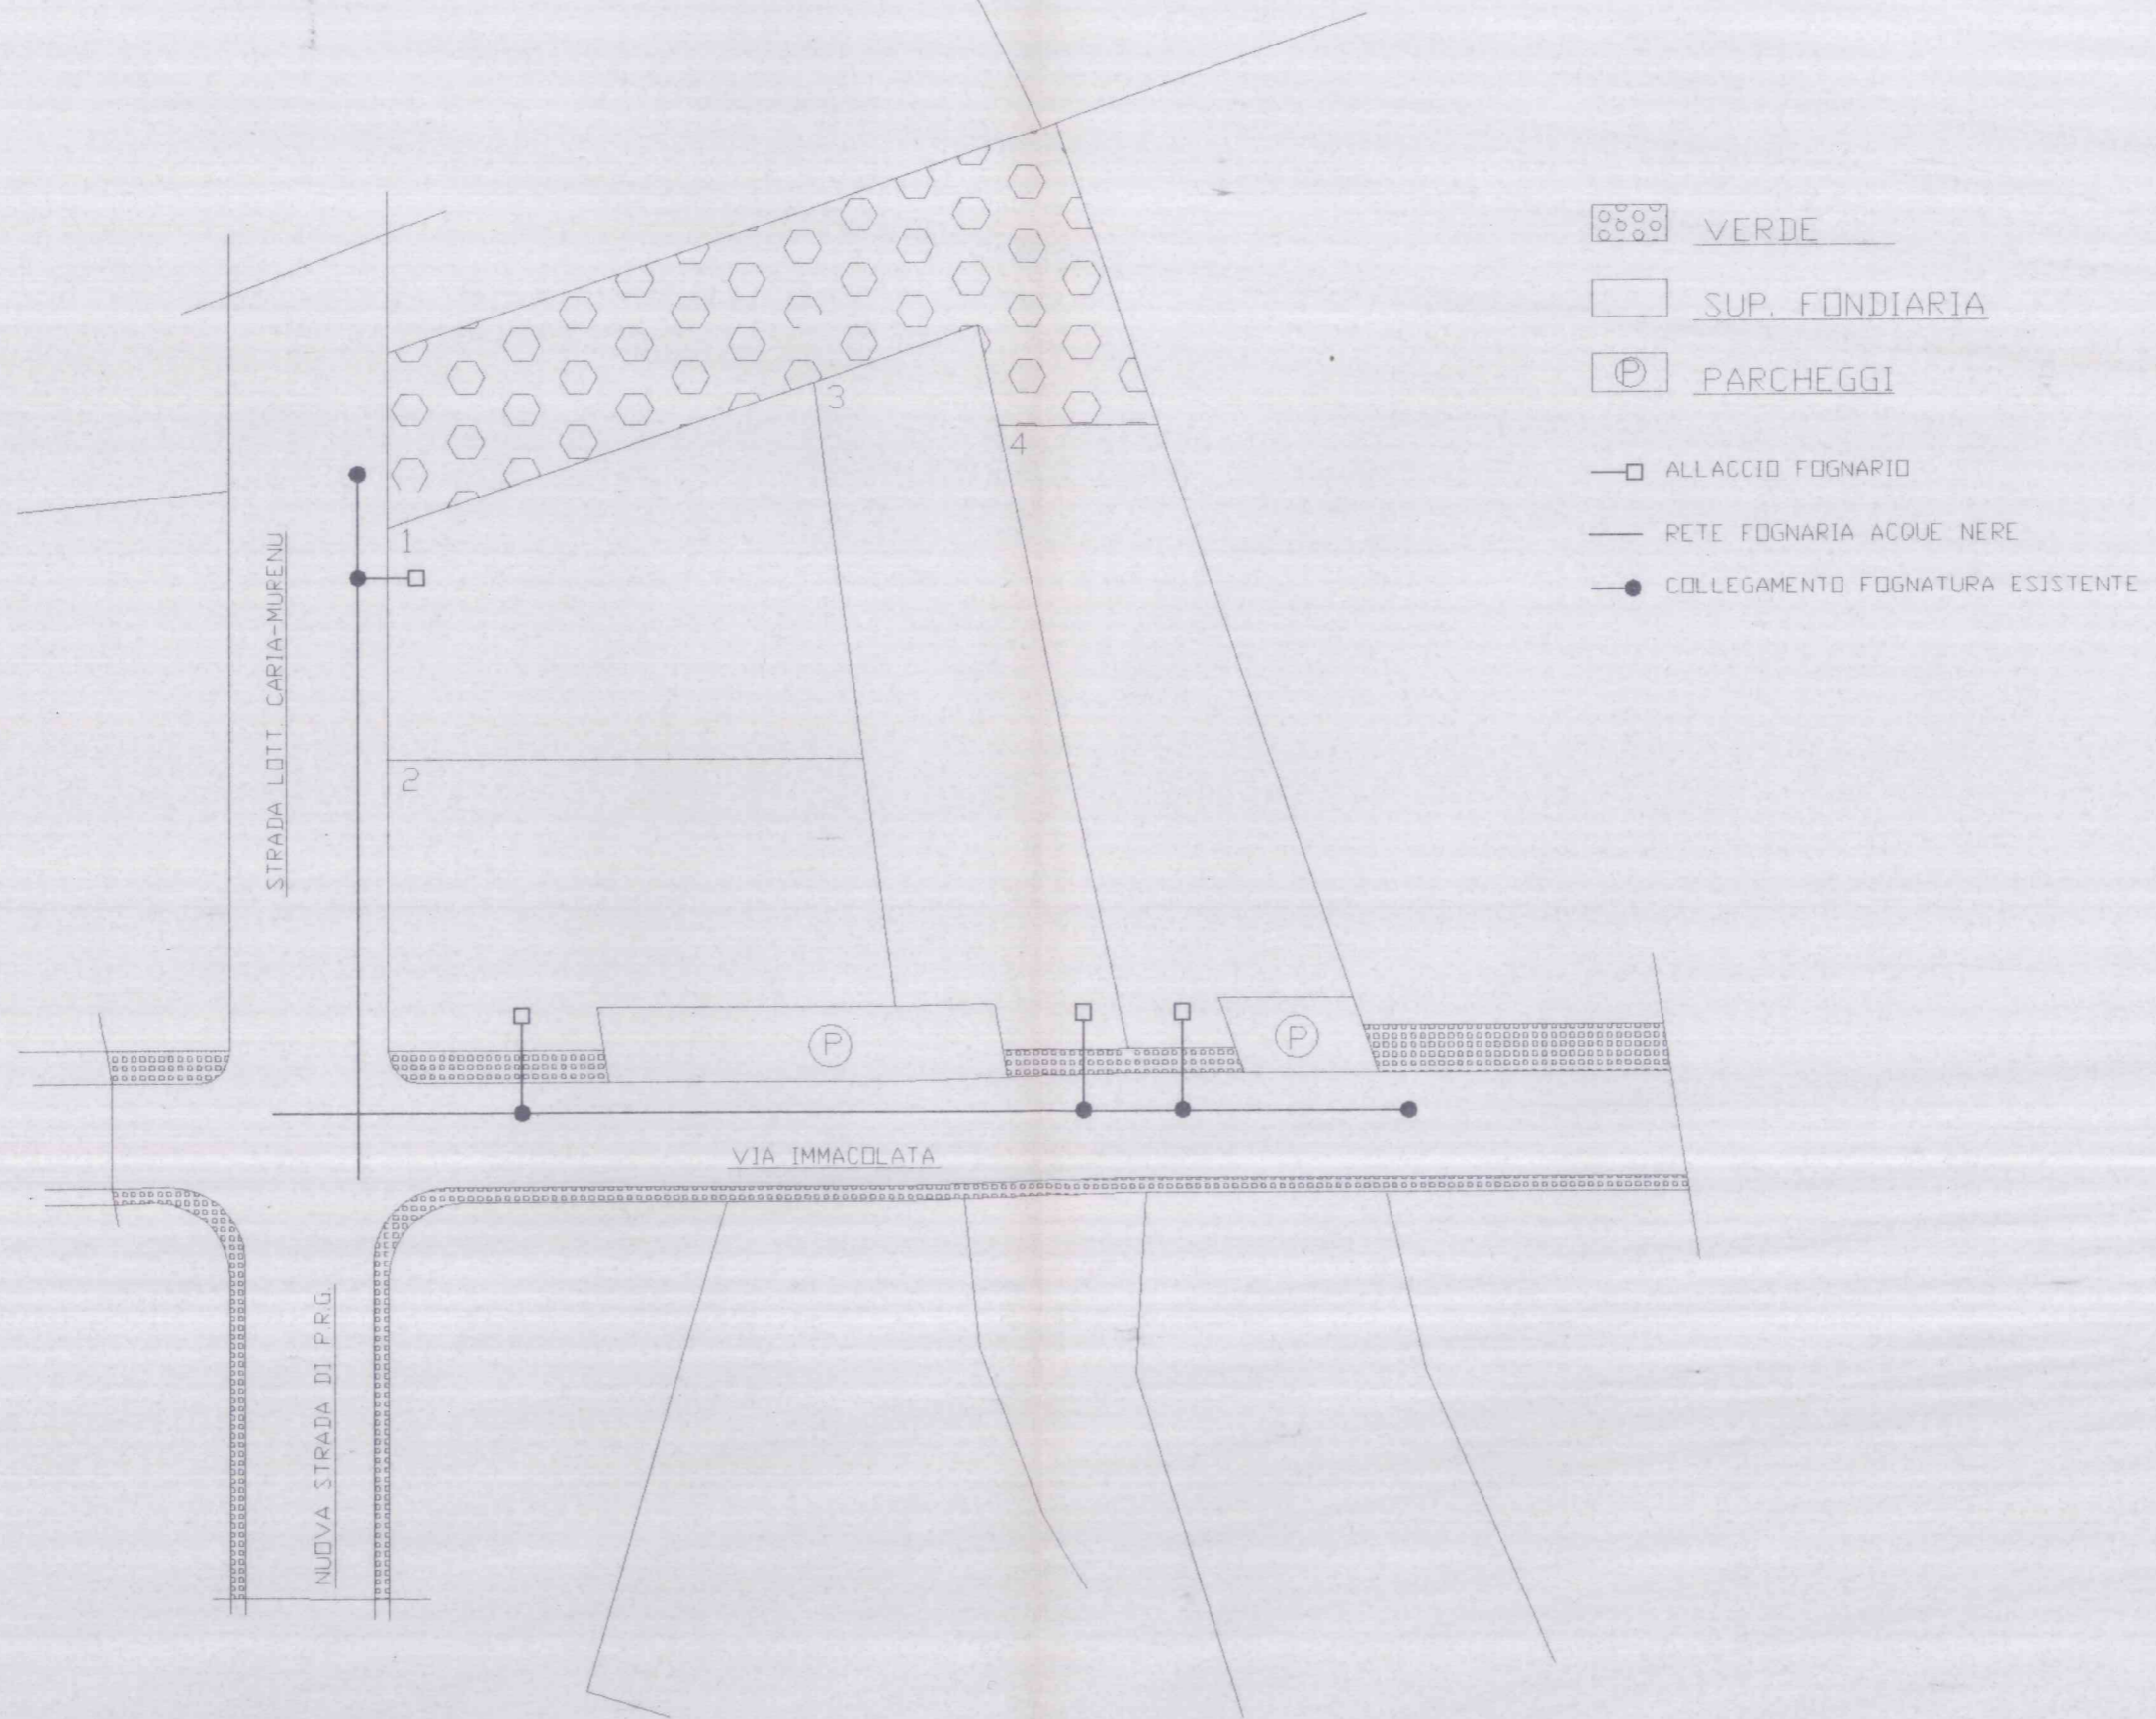 VERDE
SUP. FONDIARIA
P PARCHEGGI
ALLACCIO FOGNARIO
RETE FOGNARIA ACQUE NERE
COLLEGAMENTO FOGNATURA ESISTENTE
3
4
1
2
STRADA LOTT. CARIA-MURENU
P
P
VIA IMMACOLATA
NUOVA STRADA DI P.R.G.